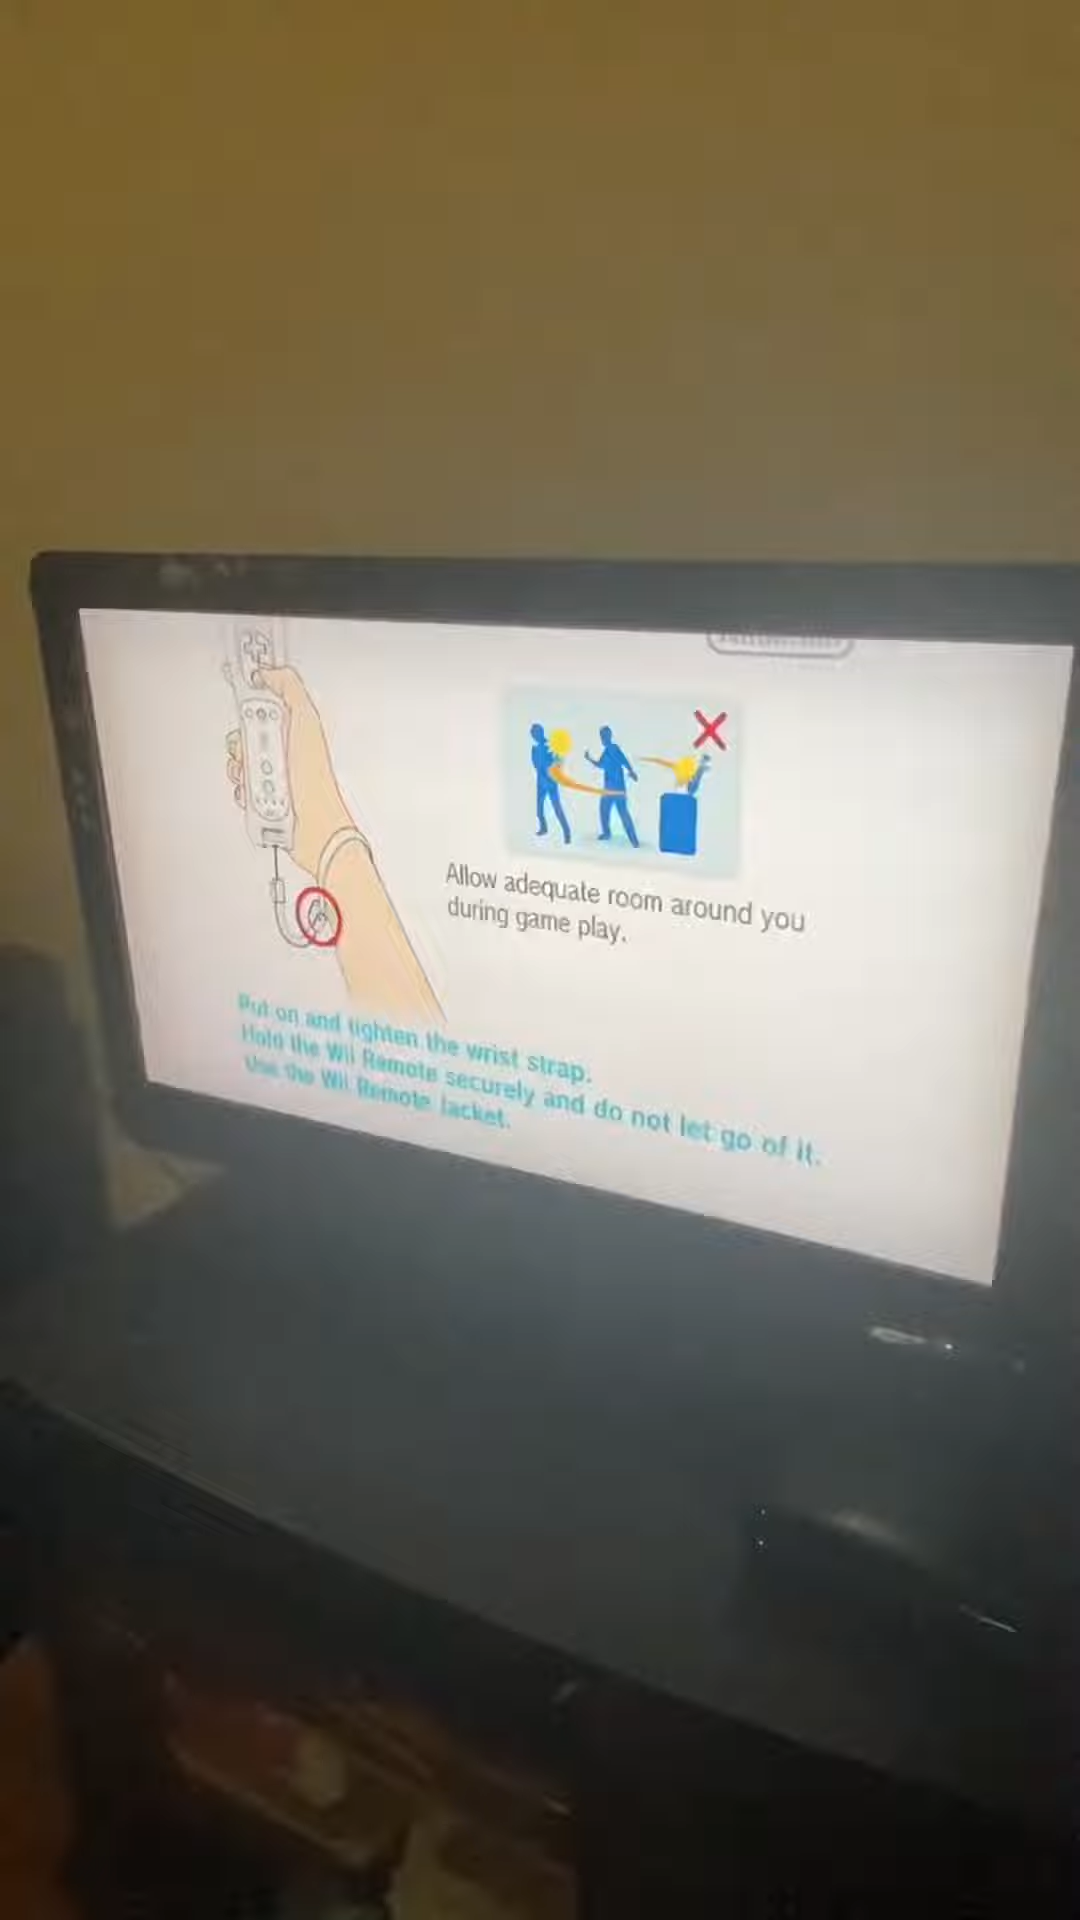 Allow adequate room around you
during game play.
Put on and tighten the wrist strap.
Hold the Wii Remote securely and do not let go of it.
Use the Wii Remote Jacket.